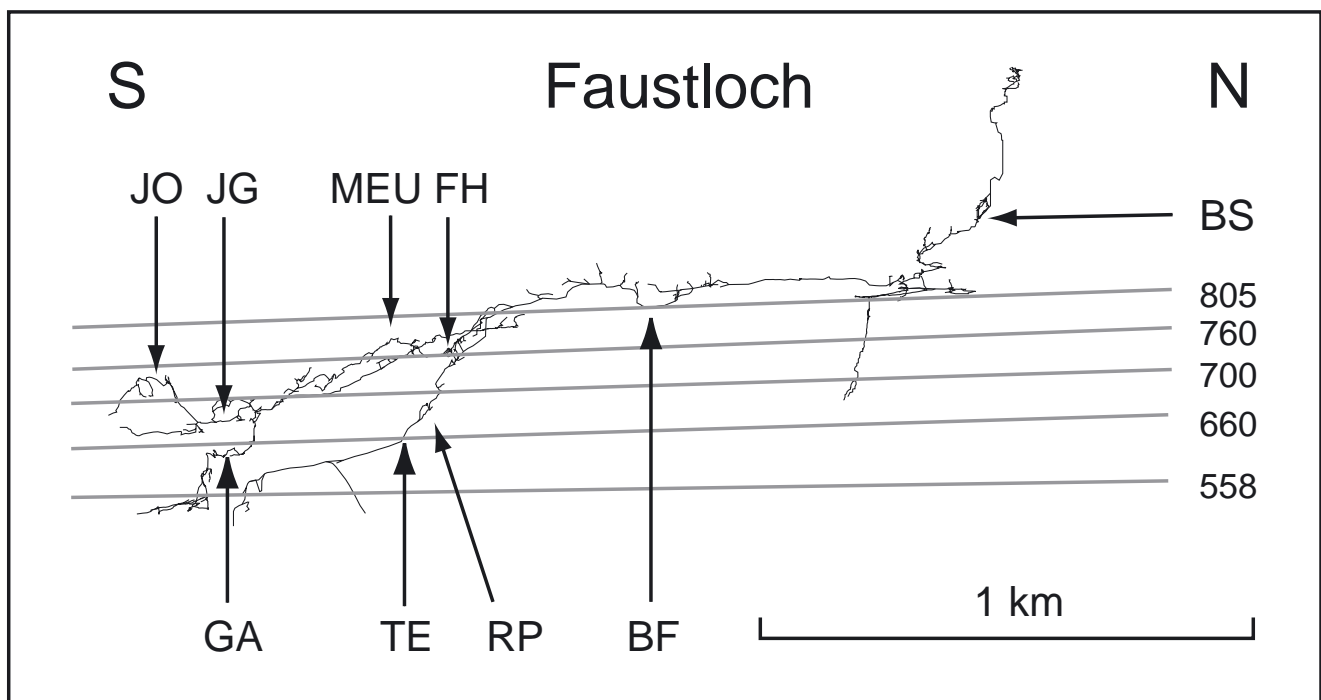 S Faustloch N
JO JG MEU FH
BS
805
760
700
660
558
1 km
GA TE RP BF